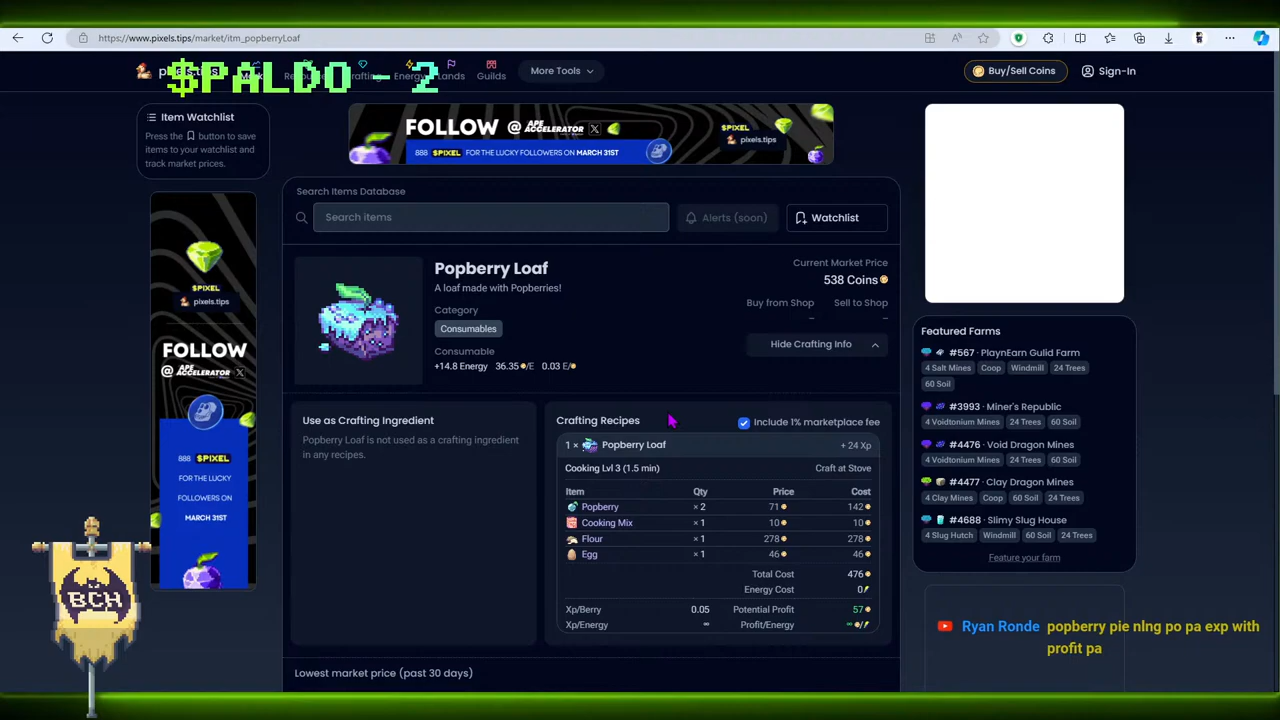 https://www.pixels.tips/market/itm_popberryLoaf
$PALDO - 2
Energy
Lands
Guilds
More Tools
Buy/Sell Coins
Sign-In
Item Watchlist
Press the button to save
items to your watchlist and
track market prices.
FOLLOW @ APE ACCELERATOR X
888 $PIXEL FOR THE LUCKY FOLLOWERS ON MARCH 31ST
$PIXEL
pixels.tips
$PIXEL
pixels.tips
FOLLOW
@ APE ACCELERATOR X
888 $PIXEL
FOR THE LUCKY
FOLLOWERS ON
MARCH 31ST
Search Items Database
Search items
Alerts (soon)
Watchlist
Popberry Loaf
A loaf made with Popberries!
Category
Consumables
Consumable
+14.8 Energy 36.35 /E 0.03 E/
Current Market Price
538 Coins
Buy from Shop Sell to Shop
– –
Hide Crafting Info
Use as Crafting Ingredient
Popberry Loaf is not used as a crafting ingredient
in any recipes.
Crafting Recipes
Include 1% marketplace fee
1 × Popberry Loaf + 24 Xp
Cooking Lvl 3 (1.5 min) Craft at Stove
Item Qty Price Cost
Popberry × 2 71 142
Cooking Mix × 1 10 10
Flour × 1 278 278
Egg × 1 46 46
Total Cost 476
Energy Cost 0
Xp/Berry 0.05 Potential Profit 57
Xp/Energy ∞ Profit/Energy ∞ /
Lowest market price (past 30 days)
Featured Farms
#567 · PlaynEarn Guild Farm
4 Salt Mines Coop Windmill 24 Trees
60 Soil
#3993 · Miner's Republic
4 Voidtonium Mines 24 Trees 60 Soil
#4476 · Void Dragon Mines
4 Voidtonium Mines 24 Trees 60 Soil
#4477 · Clay Dragon Mines
4 Clay Mines Coop 60 Soil 24 Trees
#4688 · Slimy Slug House
4 Slug Hutch Windmill 60 Soil 24 Trees
Feature your farm
Ryan Ronde popberry pie nlng po pa exp with
profit pa
BCH